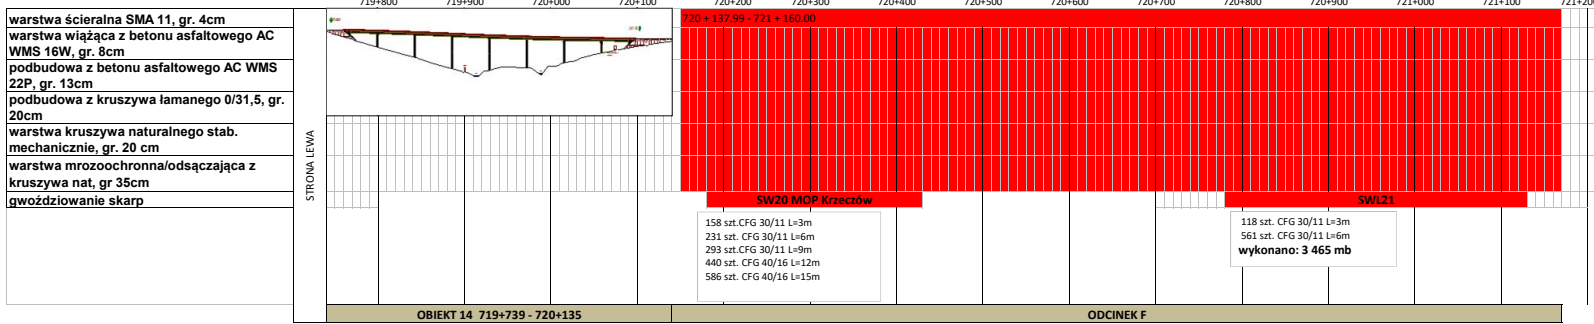 719+800 719+900 720+000 720+100 720+200 720+300 720+400 720+500 720+600 720+700 720+800 720+900 721+000 721+100 721+200
warstwa ścieralna SMA 11, gr. 4cm
warstwa wiążąca z betonu asfaltowego AC
WMS 16W, gr. 8cm
podbudowa z betonu asfaltowego AC WMS
22P, gr. 13cm
podbudowa z kruszywa łamanego 0/31,5, gr.
20cm
warstwa kruszywa naturalnego stab.
mechanicznie, gr. 20 cm
warstwa mrozoochronna/odsączająca z
kruszywa nat, gr 35cm
gwoździowanie skarp
STRONA LEWA
720 + 137.99 - 721 + 160.00
SW20 MOP Krzeczów
158 szt.CFG 30/11 L=3m
231 szt. CFG 30/11 L=6m
293 szt.CFG 30/11 L=9m
440 szt. CFG 40/16 L=12m
586 szt. CFG 40/16 L=15m
SWL21
118 szt. CFG 30/11 L=3m
561 szt. CFG 30/11 L=6m
wykonano: 3 465 mb
OBIEKT 14 719+739 - 720+135
ODCINEK F